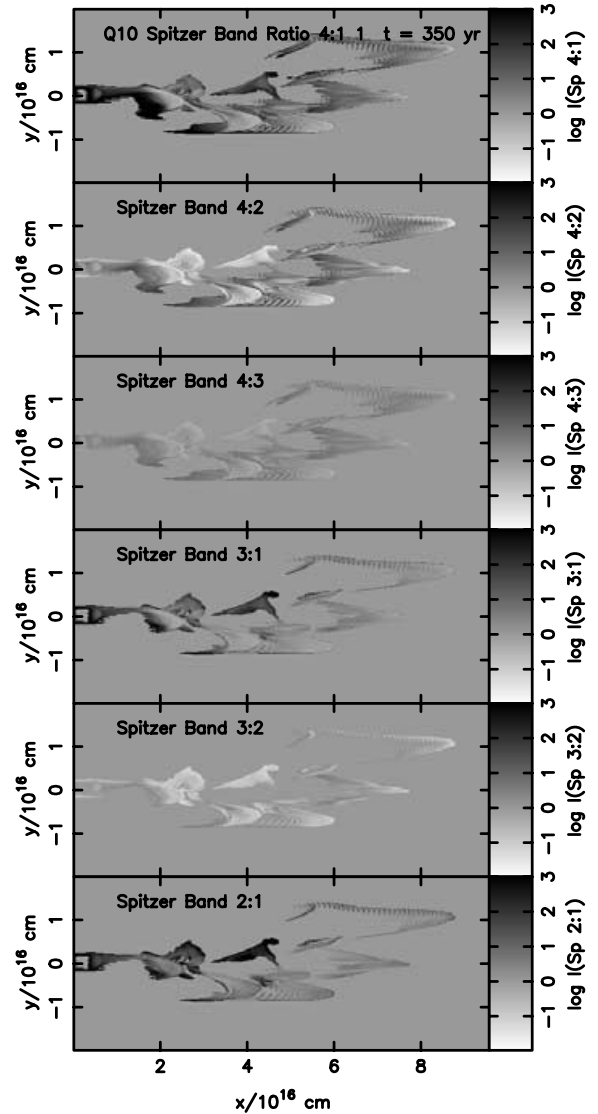 Q10 Spitzer Band Ratio 4:1 1 t = 350 yr
1
0
−1
y/10^16 cm
3
2
1
0
−1
log I(Sp 4:1)
Spitzer Band 4:2
1
0
−1
y/10^16 cm
3
2
1
0
−1
log I(Sp 4:2)
Spitzer Band 4:3
1
0
−1
y/10^16 cm
3
2
1
0
−1
log I(Sp 4:3)
Spitzer Band 3:1
1
0
−1
y/10^16 cm
3
2
1
0
−1
log I(Sp 3:1)
Spitzer Band 3:2
1
0
−1
y/10^16 cm
3
2
1
0
−1
log I(Sp 3:2)
Spitzer Band 2:1
1
0
−1
y/10^16 cm
3
2
1
0
−1
log I(Sp 2:1)
2 4 6 8
x/10^16 cm